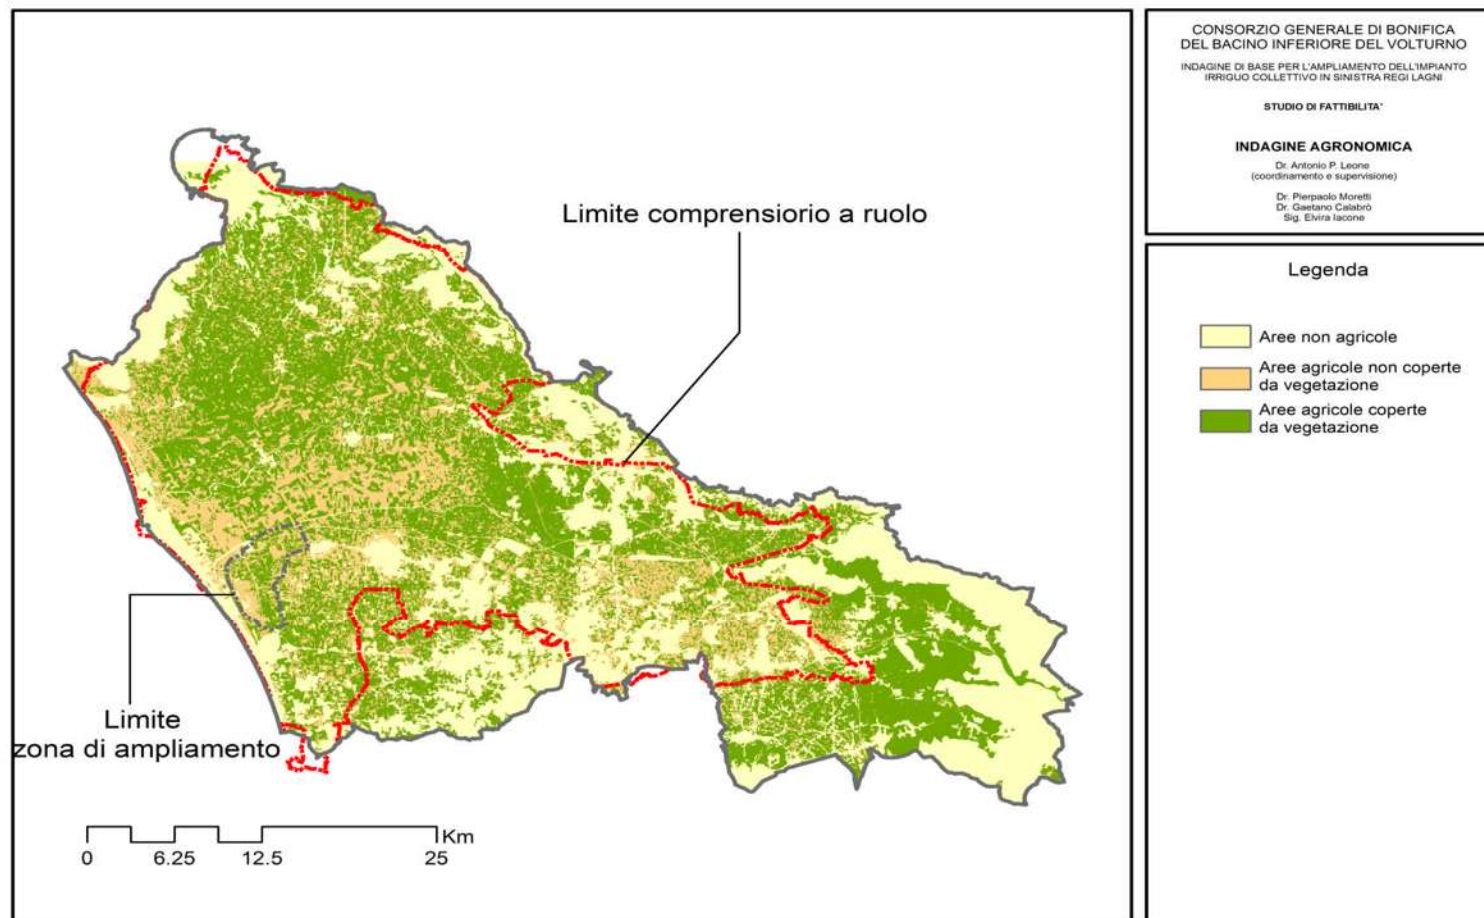 CONSORZIO GENERALE DI BONIFICA
DEL BACINO INFERIORE DEL VOLTURNO
INDAGINE DI BASE PER L'AMPLIAMENTO DELL'IMPIANTO
IRRIGUO COLLETTIVO IN SINISTRA REGI LAGNI
STUDIO DI FATTIBILITA'
INDAGINE AGRONOMICA
Dr. Antonio P. Leone
(coordinamento e supervisione)
Dr. Pierpaolo Moretti
Dr. Gaetano Calabrò
Sig. Elvira Iacone
Limite comprensiorio a ruolo
Limite
zona di ampliamento
Km
0 6.25 12.5 25
Legenda
Aree non agricole
Aree agricole non coperte
da vegetazione
Aree agricole coperte
da vegetazione